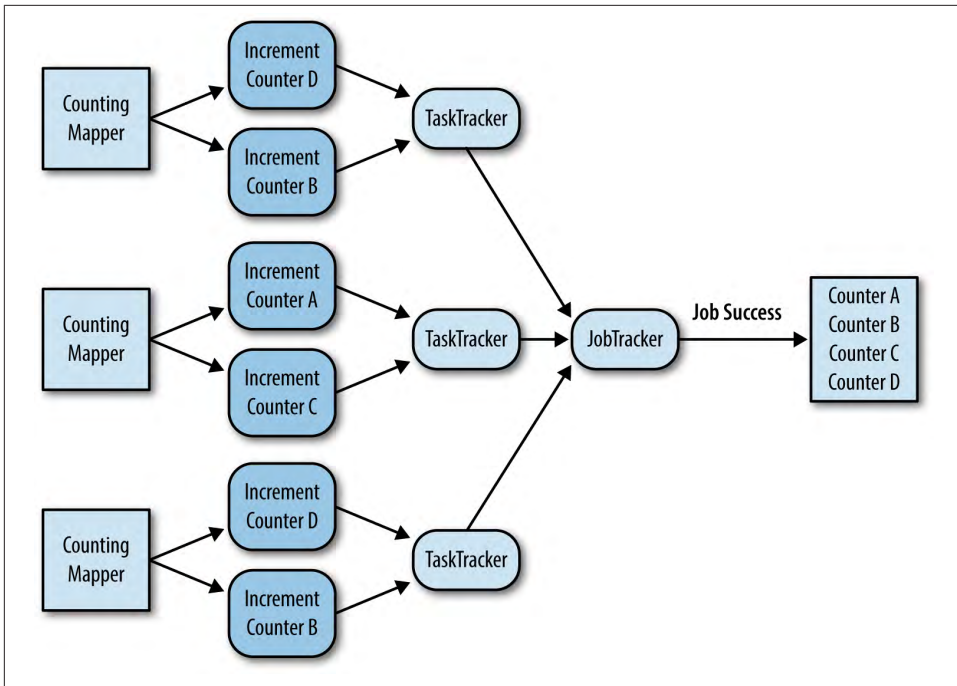 Counting
Mapper
Increment
Counter D
Increment
Counter B
TaskTracker
Counting
Mapper
Increment
Counter A
Increment
Counter C
TaskTracker
JobTracker
Job Success
Counter A
Counter B
Counter C
Counter D
Counting
Mapper
Increment
Counter D
Increment
Counter B
TaskTracker